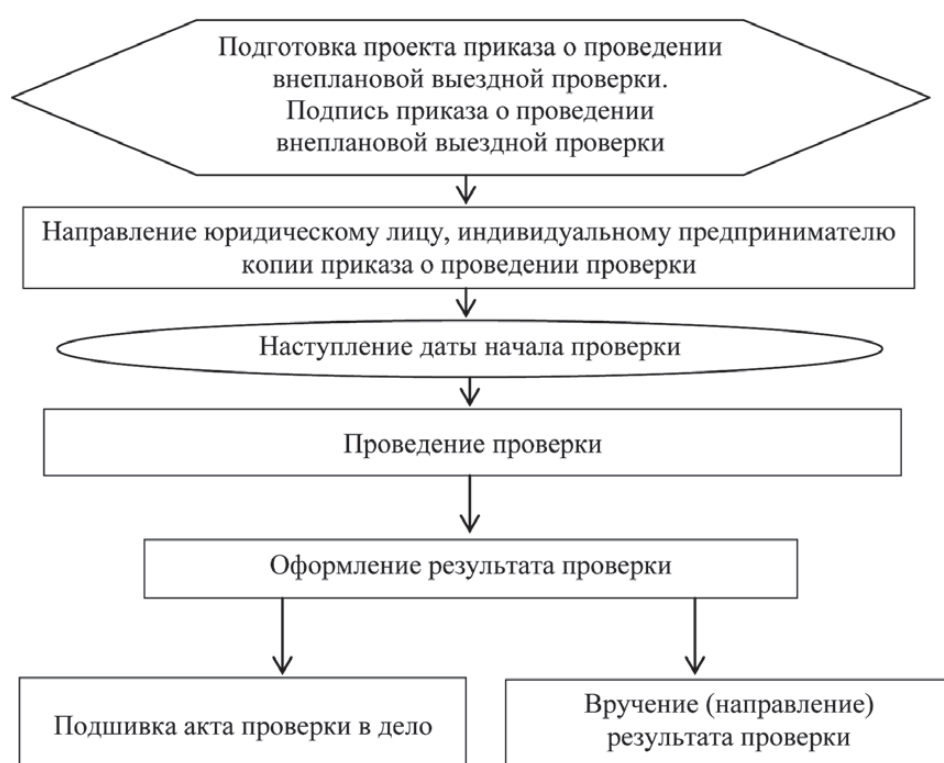 Подготовка проекта приказа о проведении
внеплановой выездной проверки.
Подпись приказа о проведении
внеплановой выездной проверки
Направление юридическому лицу, индивидуальному предпринимателю
копии приказа о проведении проверки
Наступление даты начала проверки
Проведение проверки
Оформление результата проверки
Подшивка акта проверки в дело
Вручение (направление)
результата проверки